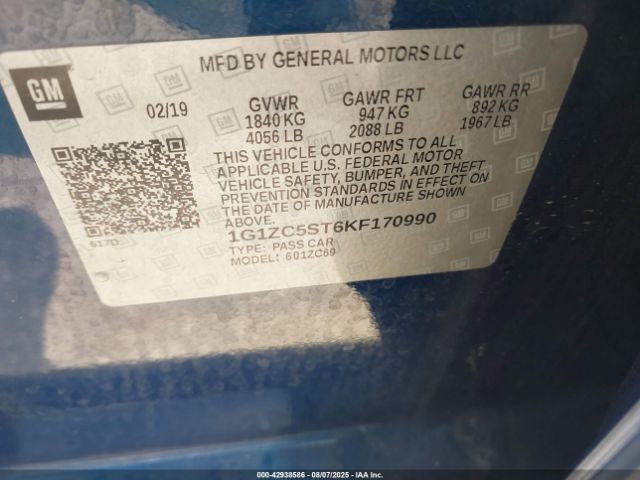 GM
MFD BY GENERAL MOTORS LLC
02/19
GVWR
1840 KG
4056 LB
GAWR FRT
947 KG
2088 LB
GAWR RR
892 KG
1967 LB
THIS VEHICLE CONFORMS TO ALL
APPLICABLE U.S. FEDERAL MOTOR
VEHICLE SAFETY, BUMPER, AND THEFT
PREVENTION STANDARDS IN EFFECT ON
THE DATE OF MANUFACTURE SHOWN ABOVE.
1G1ZC5ST6KF170990
TYPE: PASS CAR
MODEL: 601ZC69
617D
000-42938586 - 08/07/2025 - IAAI.COM